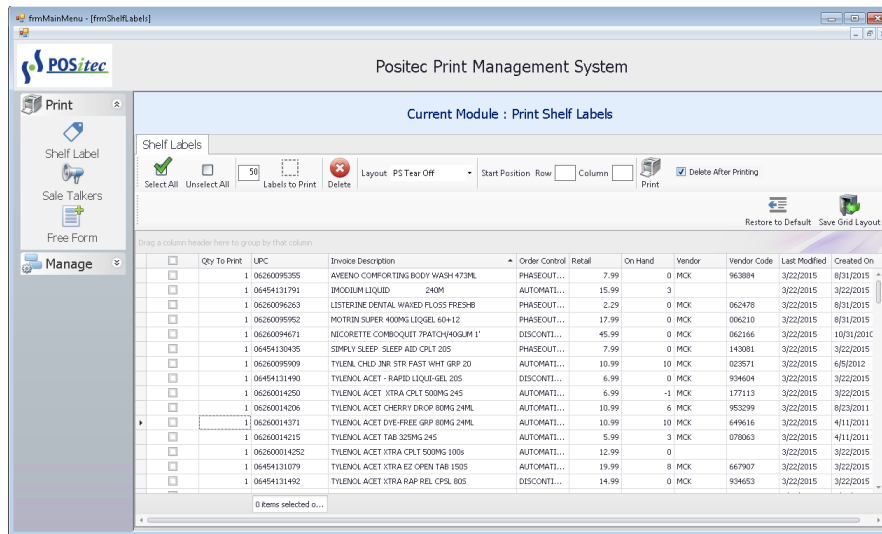 frmMainMenu - [frmShelfLabels]
POSitec
Positec Print Management System
Print
Shelf Label
Sale Talkers
Free Form
Manage
Current Module : Print Shelf Labels
Shelf Labels
Select All Unselect All 50 Labels to Print Delete Layout PS Tear Off Start Position Row Column Print Delete After Printing
Restore to Default Save Grid Layout
Drag a column header here to group by that column
Qty To Print UPC Invoice Description Order Control Retail On Hand Vendor Vendor Code Last Modified Created On
1 06260095355 AVEENO COMFORTING BODY WASH 473ML PHASEOUT... 7.99 0 MCK 963884 3/22/2015 8/31/2015
1 06454131791 IMODIUM LIQUID 240M AUTOMATI... 15.99 3 3/22/2015 3/22/2015
1 06260096263 LISTERINE DENTAL WAXED FLOSS FRESHB PHASEOUT... 2.29 0 MCK 062478 3/22/2015 8/31/2015
1 06260095952 MOTRIN SUPER 400MG LIQGEL 60+12 PHASEOUT... 17.99 0 MCK 006210 3/22/2015 8/31/2015
1 06260094671 NICORETTE COMBOQUIT 7PATCH/40GUM 1' DISCONTI... 45.99 0 MCK 062166 3/22/2015 10/31/2010
1 06454130435 SIMPLY SLEEP SLEEP AID CPLT 20S PHASEOUT... 7.99 0 MCK 143081 3/22/2015 3/22/2015
1 06260095909 TYLENL CHLD JNR STR FAST WHT GRP 20 AUTOMATI... 10.99 10 MCK 023571 3/22/2015 6/5/2012
1 06454131490 TYLENOL ACET - RAPID LIQUI-GEL 20S DISCONTI... 6.99 0 MCK 934604 3/22/2015 3/22/2015
1 06260014250 TYLENOL ACET XTRA CPLT 500MG 24S AUTOMATI... 6.99 -1 MCK 177113 3/22/2015 3/22/2015
1 06260014206 TYLENOL ACET CHERRY DROP 80MG 24ML AUTOMATI... 10.99 6 MCK 953299 3/22/2015 8/23/2011
1 06260014371 TYLENOL ACET DYE-FREE GRP 80MG 24ML AUTOMATI... 10.99 10 MCK 649616 3/22/2015 4/11/2011
1 06260014215 TYLENOL ACET TAB 325MG 24S AUTOMATI... 5.99 3 MCK 078063 3/22/2015 4/11/2011
1 062600014252 TYLENOL ACET XTRA CPLT 500MG 100s AUTOMATI... 12.99 0 3/22/2015 3/22/2015
1 06454131079 TYLENOL ACET XTRA EZ OPEN TAB 150S AUTOMATI... 19.99 8 MCK 667907 3/22/2015 3/22/2015
1 06454131492 TYLENOL ACET XTRA RAP REL CPSL 80S DISCONTI... 14.99 0 MCK 934653 3/22/2015 3/22/2015
0 items selected o...